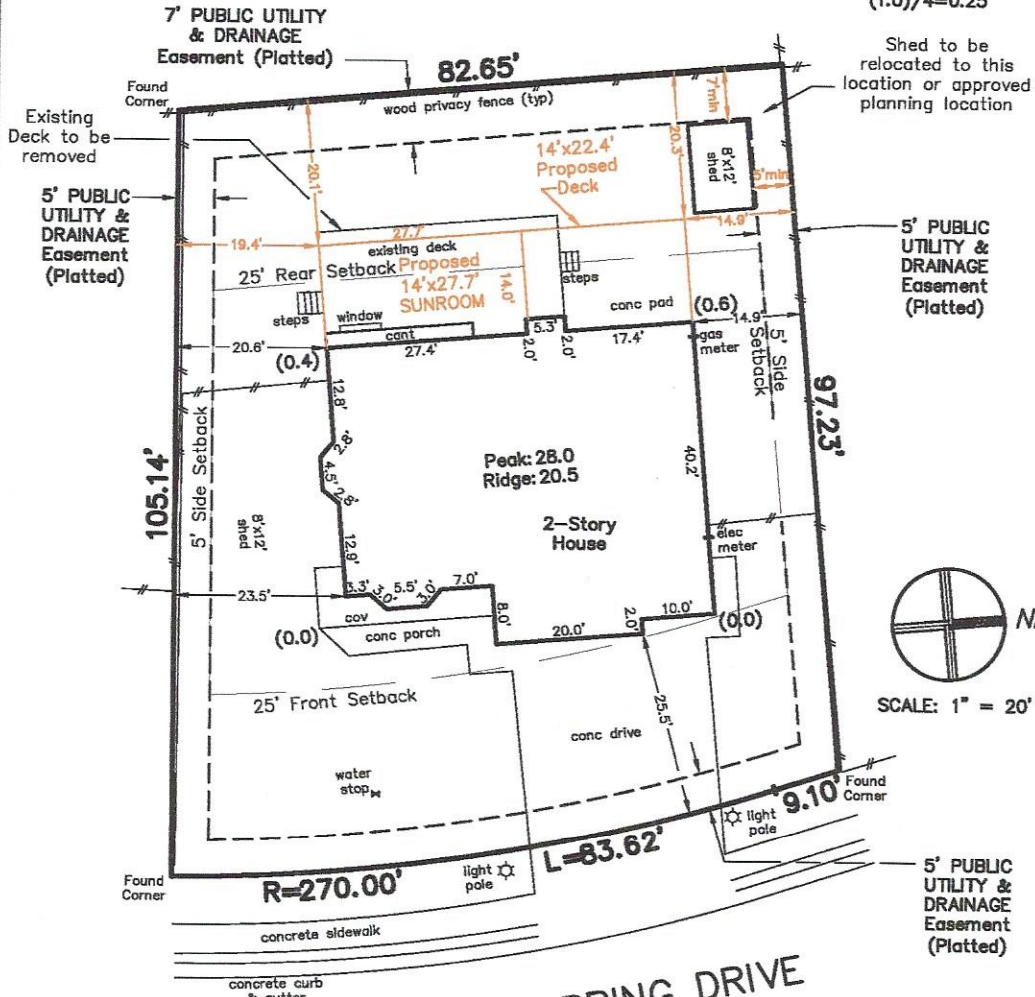 (1.0)/4=0.25
7' PUBLIC UTILITY
& DRAINAGE
Easement (Platted)
82.65'
Shed to be
relocated to this
location or approved
planning location
Found
Corner
wood privacy fence (typ)
7'min
Existing
Deck to be
removed
20.1'
20.3'
14'x22.4'
Proposed
Deck
8'x12'
shed
5'min
5' PUBLIC
UTILITY &
DRAINAGE
Easement
(Platted)
19.4'
27.7'
14.9'
5' PUBLIC
UTILITY &
DRAINAGE
Easement
(Platted)
existing deck
25' Rear Setback
Proposed
14'x27.7'
SUNROOM
14.0'
steps
steps
conc pad
(0.6)
14.9'
window
cant
5.3'
gas
meter
20.6'
(0.4)
27.4'
2.0'
2.0'
17.4'
5' Side
Setback
12.8'
2.8'
4.5'
2.8'
12.9'
97.23'
105.14'
5' Side Setback
8'x12'
shed
Peak: 28.0
Ridge: 20.5
40.2'
2-Story
House
elec
meter
23.5'
3.3'
3.0'
5.5'
3.0'
7.0'
8.0'
cov
(0.0)
conc porch
20.0'
2.0'
10.0'
(0.0)
SCALE: 1" = 20'
25' Front Setback
25.5'
conc drive
water
stop
9.10'
Found
Corner
light
pole
Found
Corner
R=270.00'
light
pole
L=83.62'
5' PUBLIC
UTILITY &
DRAINAGE
Easement
(Platted)
concrete sidewalk
concrete curb
DRIVE